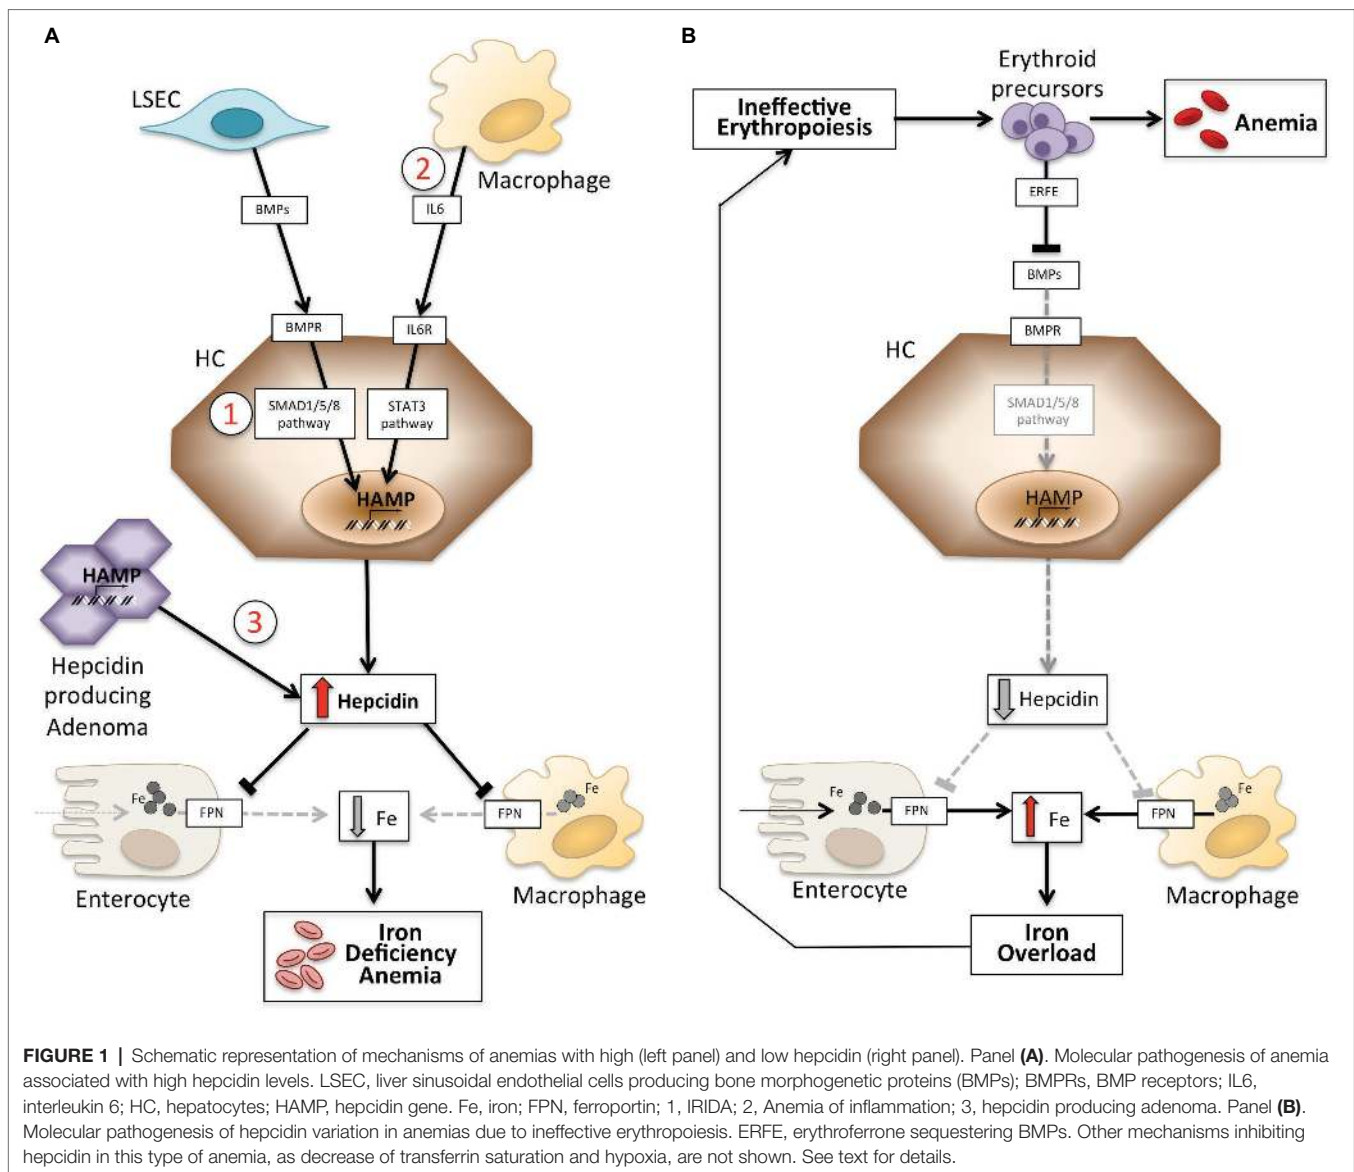 A
LSEC
BMPs
2
IL6
Macrophage
BMPR
IL6R
HC
1
SMAD1/5/8
pathway
STAT3
pathway
HAMP
HAMP
3
Hepcidin
producing
Adenoma
Hepcidin
Fe
FPN
Fe
FPN
Fe
Enterocyte
Macrophage
Iron
Deficiency
Anemia
B
Erythroid
precursors
Ineffective
Erythropoiesis
Anemia
ERFE
BMPs
BMPR
HC
SMAD1/5/8
pathway
HAMP
Hepcidin
Fe
FPN
Fe
FPN
Fe
Enterocyte
Macrophage
Iron
Overload
FIGURE 1 | Schematic representation of mechanisms of anemias with high (left panel) and low hepcidin (right panel). Panel (A). Molecular pathogenesis of anemia
associated with high hepcidin levels. LSEC, liver sinusoidal endothelial cells producing bone morphogenetic proteins (BMPs); BMPRs, BMP receptors; IL6,
interleukin 6; HC, hepatocytes; HAMP, hepcidin gene. Fe, iron; FPN, ferroportin; 1, IRIDA; 2, Anemia of inflammation; 3, hepcidin producing adenoma. Panel (B).
Molecular pathogenesis of hepcidin variation in anemias due to ineffective erythropoiesis. ERFE, erythroferrone sequestering BMPs. Other mechanisms inhibiting
hepcidin in this type of anemia, as decrease of transferrin saturation and hypoxia, are not shown. See text for details.